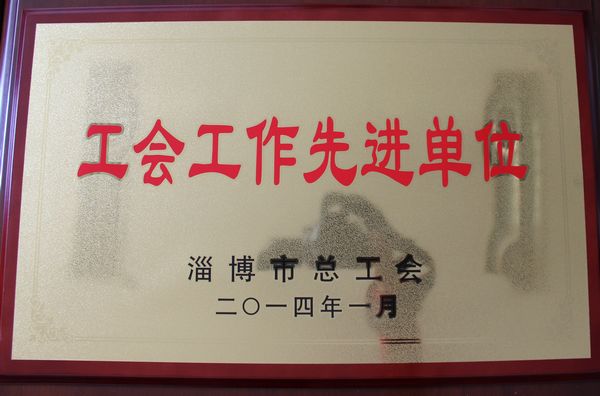 工会工作先进单位
淄博市总工会
二〇一四年一月